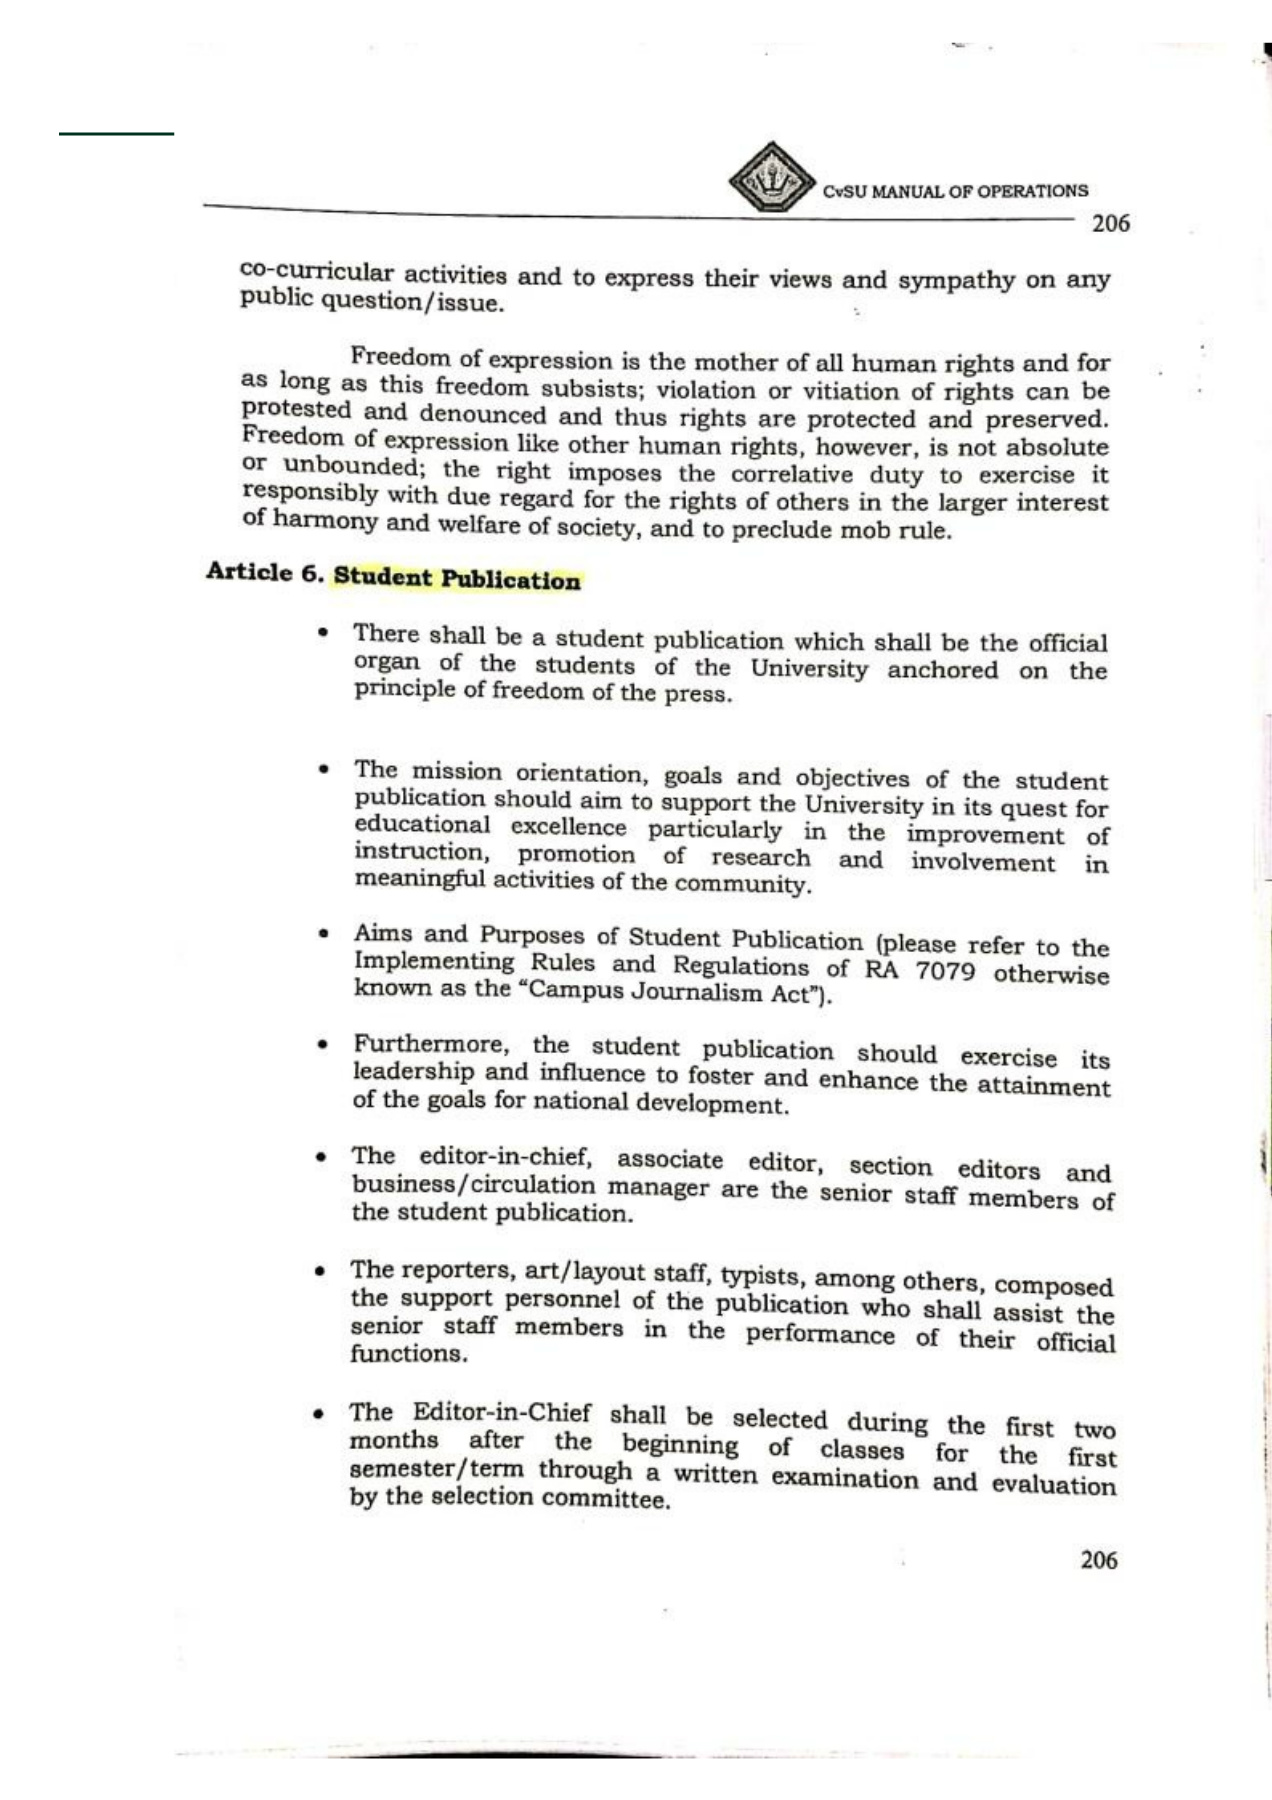 CvSU MANUAL OF OPERATIONS
206
co-curricular activities and to express their views and sympathy on any
public question/issue.
Freedom of expression is the mother of all human rights and for
as long as this freedom subsists; violation or vitiation of rights can be
protested and denounced and thus rights are protected and preserved.
Freedom of expression like other human rights, however, is not absolute
or unbounded; the right imposes the correlative duty to exercise it
responsibly with due regard for the rights of others in the larger interest
of harmony and welfare of society, and to preclude mob rule.
Article 6. Student Publication
• There shall be a student publication which shall be the official
organ of the students of the University anchored on the
principle of freedom of the press.
• The mission orientation, goals and objectives of the student
publication should aim to support the University in its quest for
educational excellence particularly in the improvement of
instruction, promotion of research and involvement in
meaningful activities of the community.
• Aims and Purposes of Student Publication (please refer to the
Implementing Rules and Regulations of RA 7079 otherwise
known as the “Campus Journalism Act”).
• Furthermore, the student publication should exercise its
leadership and influence to foster and enhance the attainment
of the goals for national development.
• The editor-in-chief, associate editor, section editors and
business/circulation manager are the senior staff members of
the student publication.
• The reporters, art/layout staff, typists, among others, composed
the support personnel of the publication who shall assist the
senior staff members in the performance of their official
functions.
• The Editor-in-Chief shall be selected during the first two
months after the beginning of classes for the first
semester/term through a written examination and evaluation
by the selection committee.
206